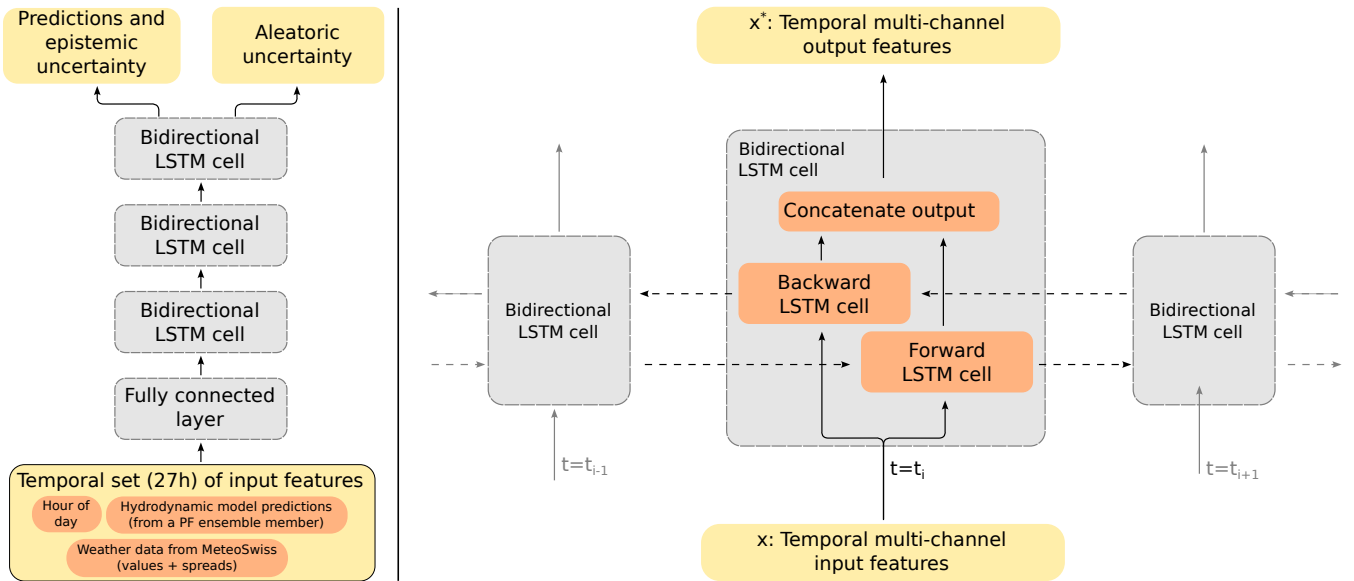 Predictions and
epistemic
uncertainty
Aleatoric
uncertainty
Bidirectional
LSTM cell
Bidirectional
LSTM cell
Bidirectional
LSTM cell
Fully connected
layer
Temporal set (27h) of input features
Hour of
day
Hydrodynamic model predictions
(from a PF ensemble member)
Weather data from MeteoSwiss
(values + spreads)
x*: Temporal multi-channel
output features
Bidirectional
LSTM cell
Concatenate output
Backward
LSTM cell
Forward
LSTM cell
Bidirectional
LSTM cell
Bidirectional
LSTM cell
t=ti-1
t=ti
t=ti+1
x: Temporal multi-channel
input features